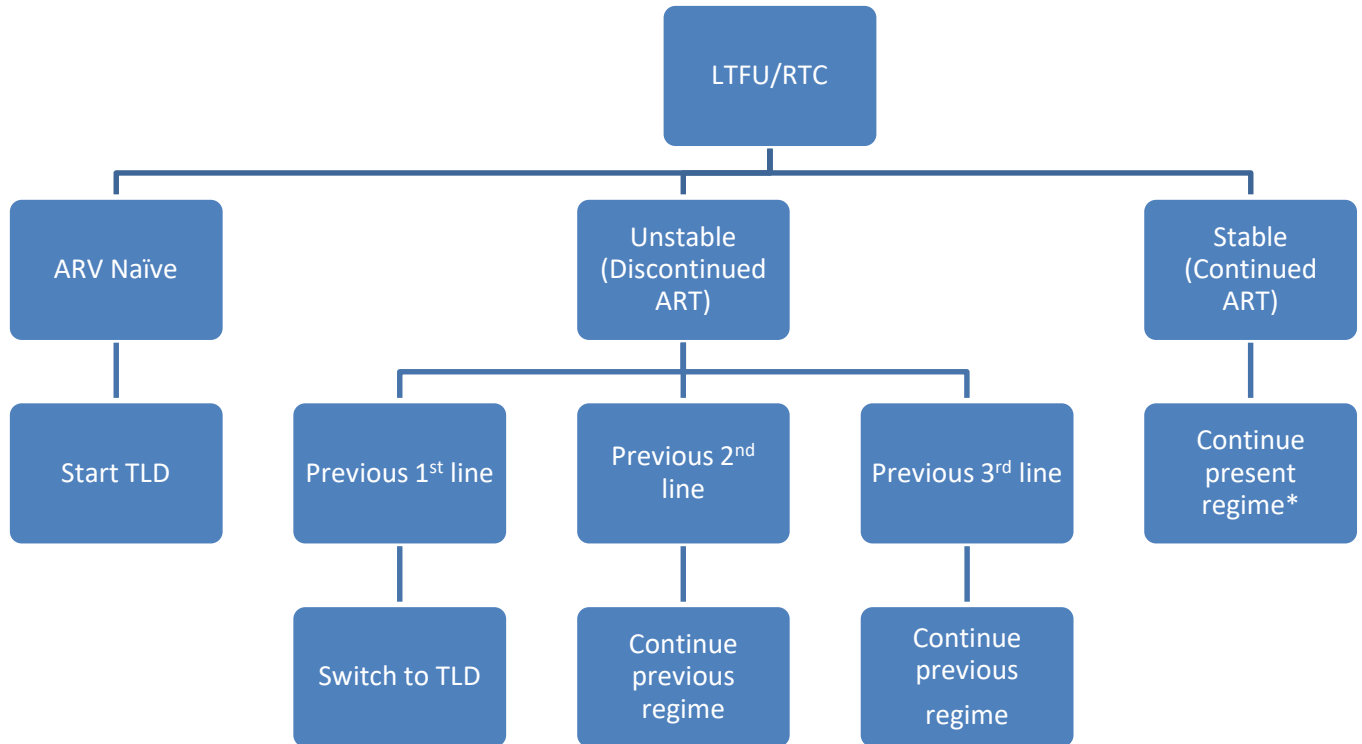 LTFU/RTC
ARV Naïve
Unstable
(Discontinued
ART)
Stable
(Continued
ART)
Start TLD
Previous 1st line
Previous 2nd
line
Previous 3rd line
Continue
present
regime*
Switch to TLD
Continue
previous
regime
Continue
previous
regime